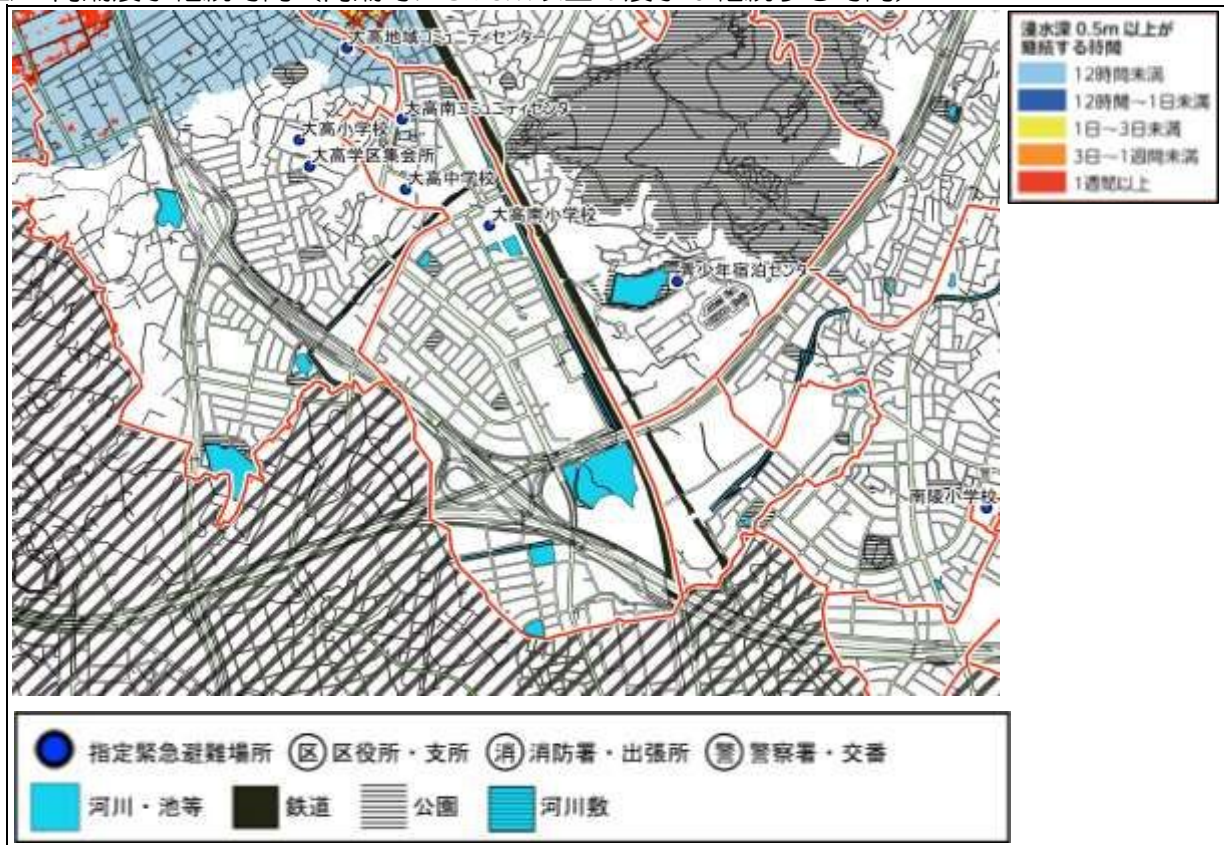 浸水深 0.5m 以上が
継続する時間
12時間未満
12時間～1日未満
1日～3日未満
3日～1週間未満
1週間以上
大高地域コミュニティセンター
大高南コミュニティセンター
大高小学校
大高学区集会所
大高中学校
大高南小学校
青少年宿泊センター
南陵小学校
指定緊急避難場所 区 区役所・支所 消 消防署・出張所 警 警察署・交番
河川・池等 鉄道 公園 河川敷